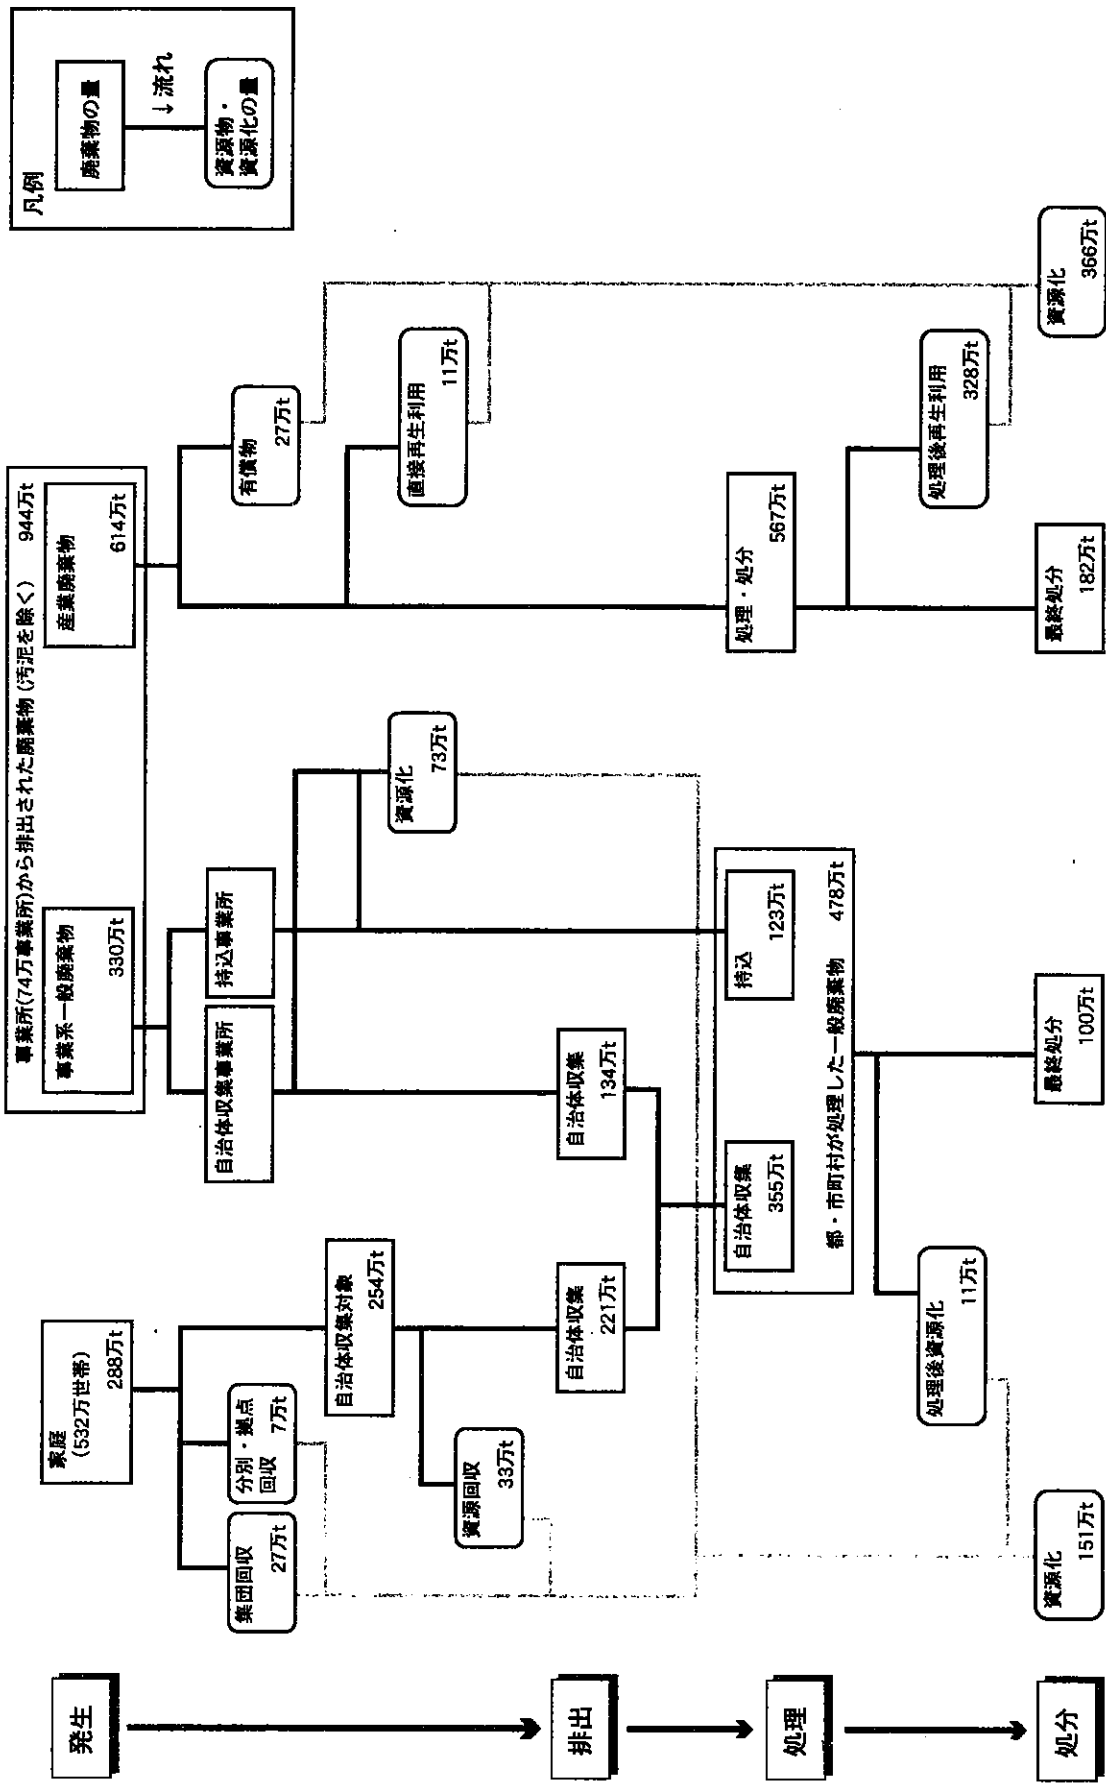 凡例
廃棄物の量
↓流れ
資源物・
資源化の量
発生
排出
処理
処分
家庭
(532万世帯)
288万t
集団回収
27万t
分別・拠点
回収
7万t
自治体収集対象
254万t
資源回収
33万t
自治体収集
221万t
事業所(74万事業所)から排出された廃棄物(汚泥を除く) 944万t
事業系一般廃棄物
330万t
産業廃棄物
614万t
自治体収集事業所
持込事業所
資源化
73万t
自治体収集
134万t
自治体収集
355万t
持込
123万t
都・市町村が処理した一般廃棄物 478万t
処理後資源化
11万t
資源化
151万t
最終処分
100万t
有償物
27万t
直接再生利用
11万t
処理・処分
567万t
処理後再生利用
328万t
最終処分
182万t
資源化
366万t